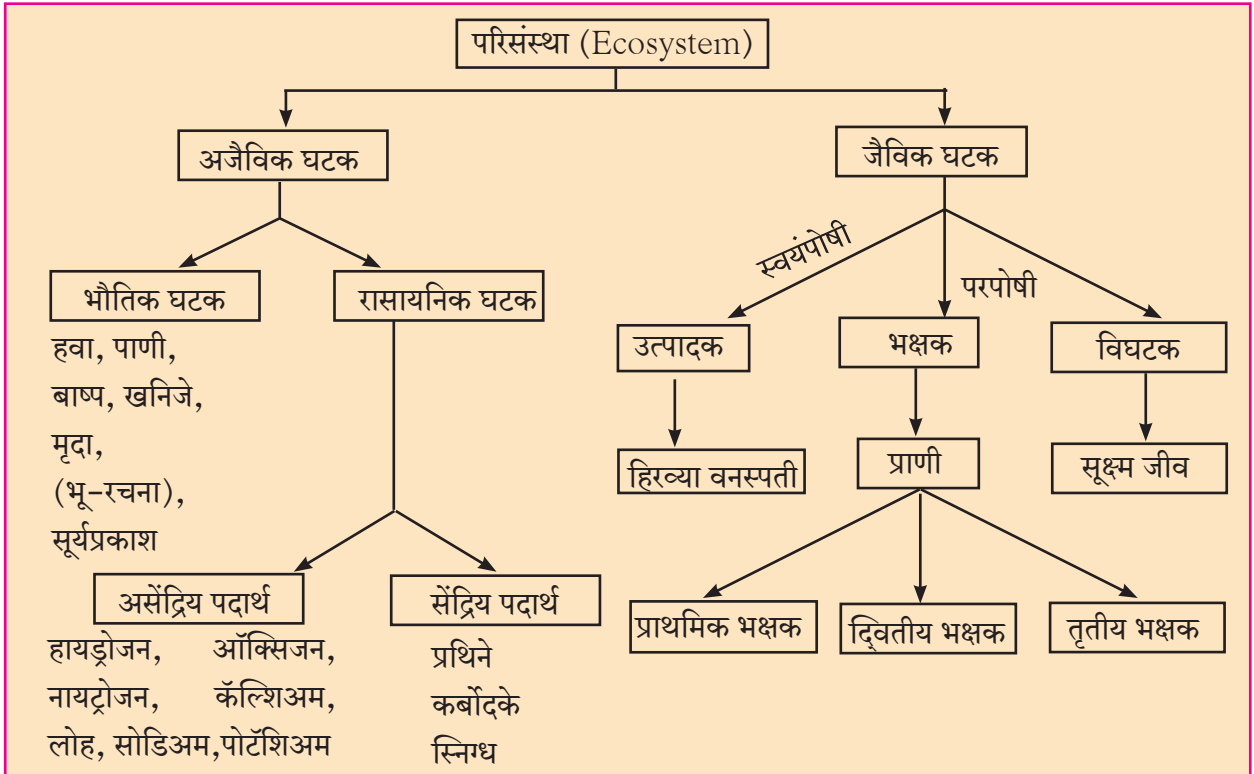 परिसंस्था (Ecosystem)
अजैविक घटक
जैविक घटक
भौतिक घटक
रासायनिक घटक
हवा, पाणी,
बाष्प, खनिजे,
मृदा,
(भू-रचना),
सूर्यप्रकाश
असेंद्रिय पदार्थ
सेंद्रिय पदार्थ
हायड्रोजन, ऑक्सिजन,
नायट्रोजन, कॅल्शिअम,
लोह, सोडिअम,पोटॅशिअम
प्रथिने
कर्बोदके
स्निग्ध
स्वयंपोषी
परपोषी
उत्पादक
भक्षक
विघटक
हिरव्या वनस्पती
प्राणी
सूक्ष्म जीव
प्राथमिक भक्षक
द्‌वितीय भक्षक
तृतीय भक्षक